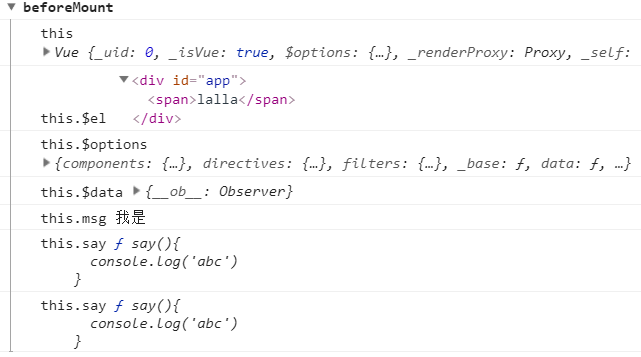 beforeMount
this
Vue {_uid: 0, _isVue: true, $options: {…}, _renderProxy: Proxy, _self:
<div id="app">
<span>lalla</span>
this.$el </div>
this.$options
{components: {…}, directives: {…}, filters: {…}, _base: ƒ, data: ƒ, …}
this.$data {__ob__: Observer}
this.msg 我是
this.say ƒ say(){
console.log('abc')
}
this.say ƒ say(){
console.log('abc')
}